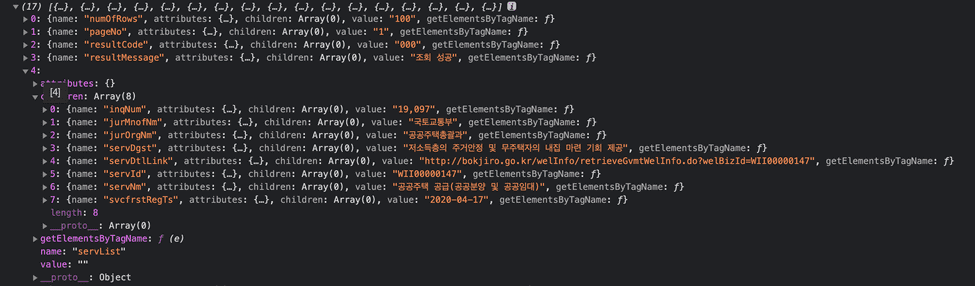 (17) [{…}, {…}, {…}, {…}, {…}, {…}, {…}, {…}, {…}, {…}, {…}, {…}, {…}, {…}, {…}, {…}, {…}] i
0: {name: "numOfRows", attributes: {…}, children: Array(0), value: "100", getElementsByTagName: ƒ}
1: {name: "pageNo", attributes: {…}, children: Array(0), value: "1", getElementsByTagName: ƒ}
2: {name: "resultCode", attributes: {…}, children: Array(0), value: "000", getElementsByTagName: ƒ}
3: {name: "resultMessage", attributes: {…}, children: Array(0), value: "조회 성공", getElementsByTagName: ƒ}
4:
attributes: {}
[4]
children: Array(8)
0: {name: "inqNum", attributes: {…}, children: Array(0), value: "19,097", getElementsByTagName: ƒ}
1: {name: "jurMnofNm", attributes: {…}, children: Array(0), value: "국토교통부", getElementsByTagName: ƒ}
2: {name: "jurOrgNm", attributes: {…}, children: Array(0), value: "공공주택총괄과", getElementsByTagName: ƒ}
3: {name: "servDgst", attributes: {…}, children: Array(0), value: "저소득층의 주거안정 및 무주택자의 내집 마련 기회 제공", getElementsByTagName: ƒ}
4: {name: "servDtlLink", attributes: {…}, children: Array(0), value: "http://bokjiro.go.kr/welInfo/retrieveGvmtWelInfo.do?welBizId=WII00000147", getElementsByTagName: ƒ}
5: {name: "servId", attributes: {…}, children: Array(0), value: "WII00000147", getElementsByTagName: ƒ}
6: {name: "servNm", attributes: {…}, children: Array(0), value: "공공주택 공급(공공분양 및 공공임대)", getElementsByTagName: ƒ}
7: {name: "svcfrstRegTs", attributes: {…}, children: Array(0), value: "2020-04-17", getElementsByTagName: ƒ}
length: 8
__proto__: Array(0)
getElementsByTagName: ƒ (e)
name: "servList"
value: ""
__proto__: Object